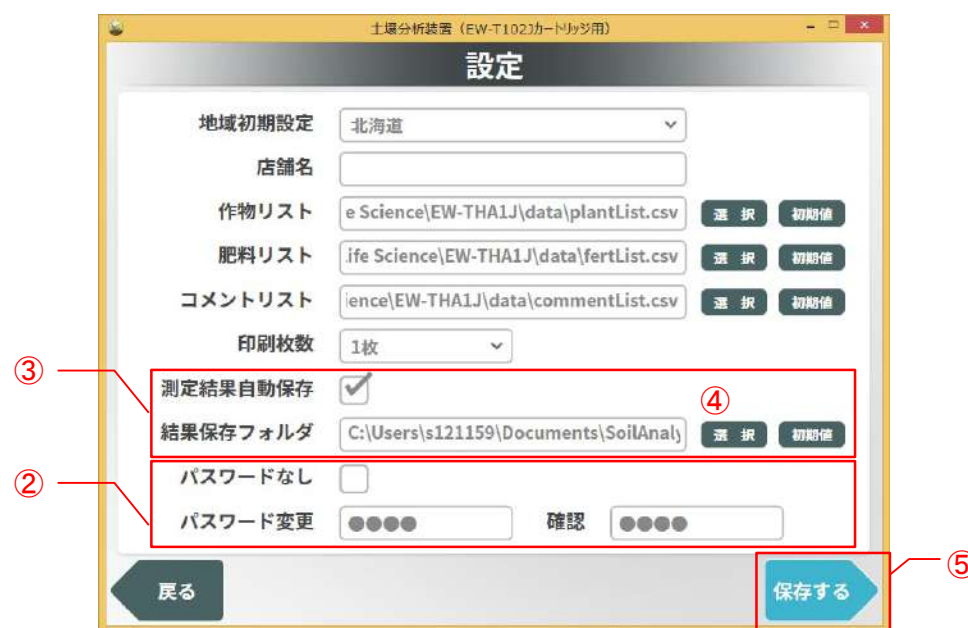 土壌分析装置（EW-T102Jカートリッジ用）
設定
地域初期設定 北海道
店舗名
作物リスト e Science\EW-THA1J\data\plantList.csv 選 択 初期値
肥料リスト ife Science\EW-THA1J\data\fertList.csv 選 択 初期値
コメントリスト ience\EW-THA1J\data\commentList.csv 選 択 初期値
印刷枚数 1枚
③
測定結果自動保存
④
結果保存フォルダ C:\Users\s121159\Documents\SoilAnaly 選 択 初期値
②
パスワードなし
パスワード変更 ●●●● 確認 ●●●●
⑤
戻る 保存する